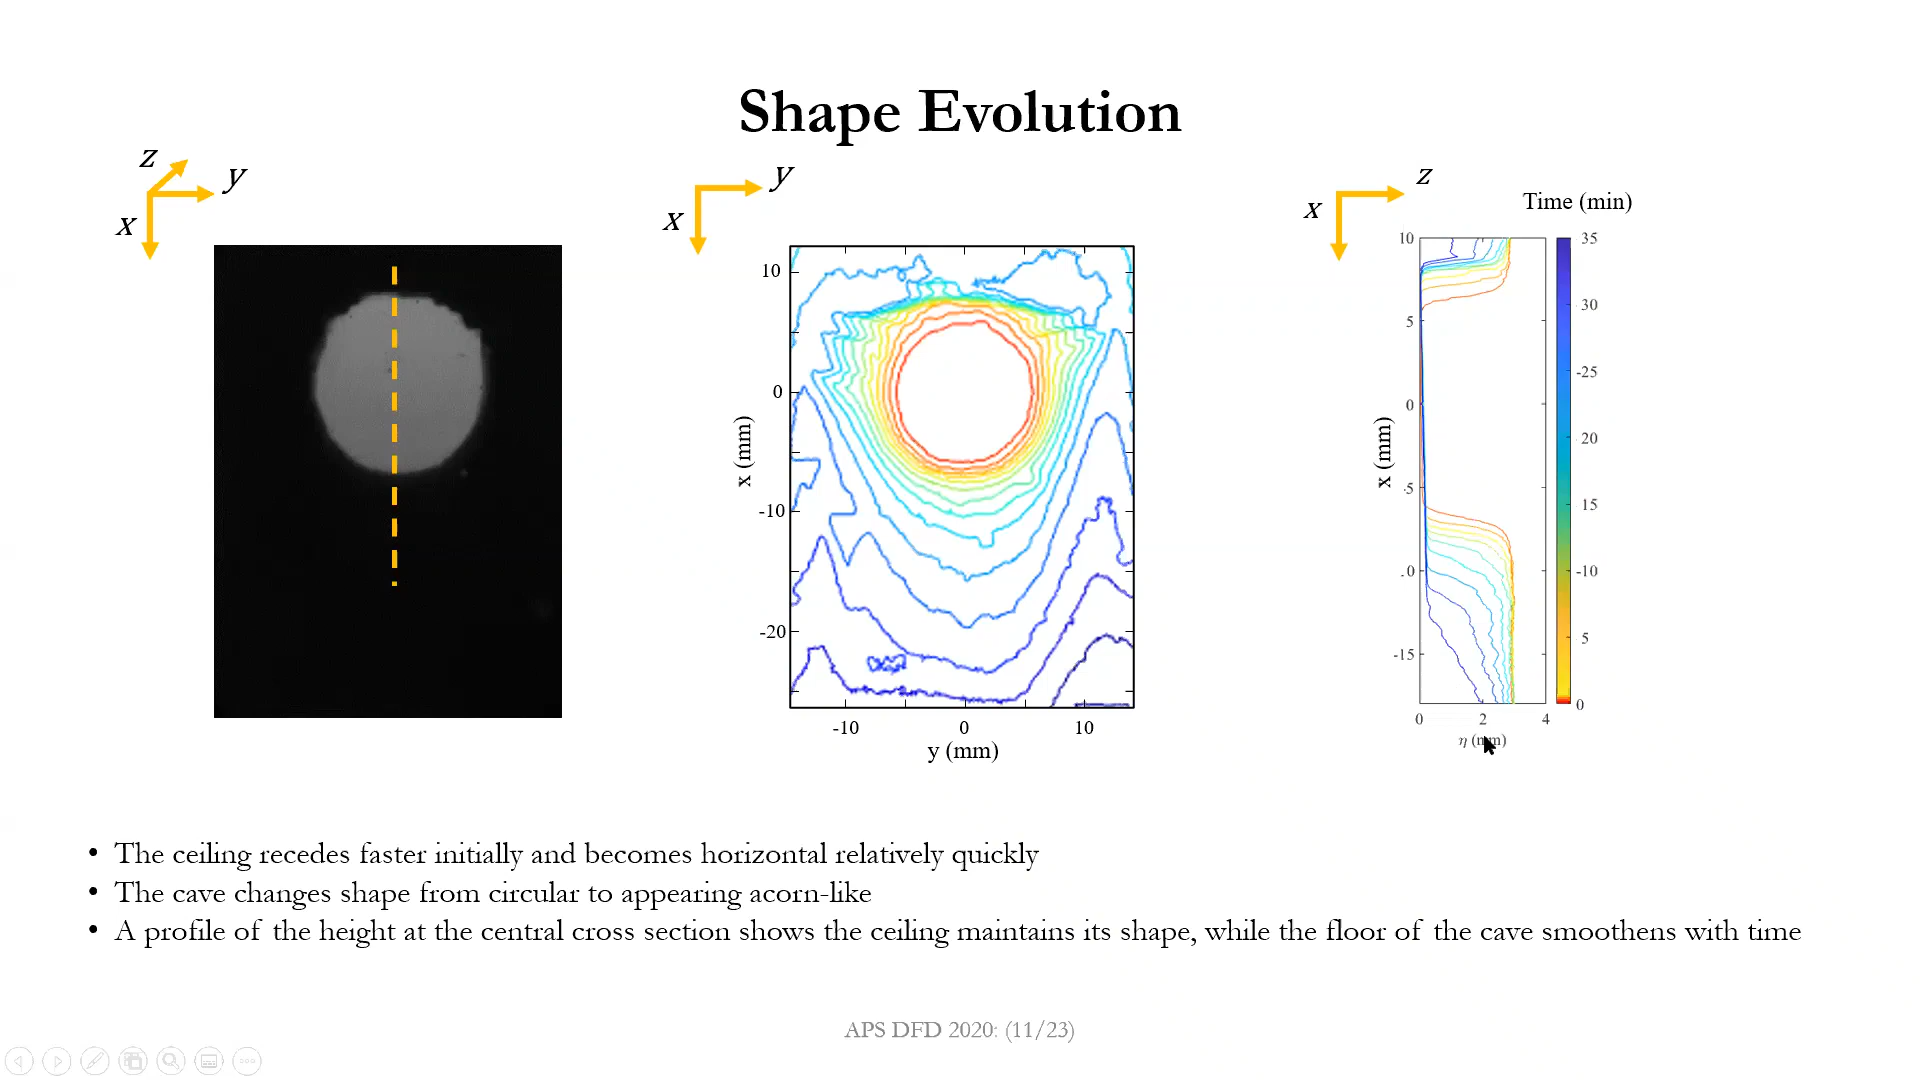 Shape Evolution
z
y
x
y
x
z
x
Time (min)
10
0
-10
-20
x (mm)
-10 0 10
y (mm)
10
5
0
-5
. 0
-15
x (mm)
0 2 4
η (mm)
35
30
-25
20
15
-10
5
0
• The ceiling recedes faster initially and becomes horizontal relatively quickly
• The cave changes shape from circular to appearing acorn-like
• A profile of the height at the central cross section shows the ceiling maintains its shape, while the floor of the cave smoothens with time
APS DFD 2020: (11/23)